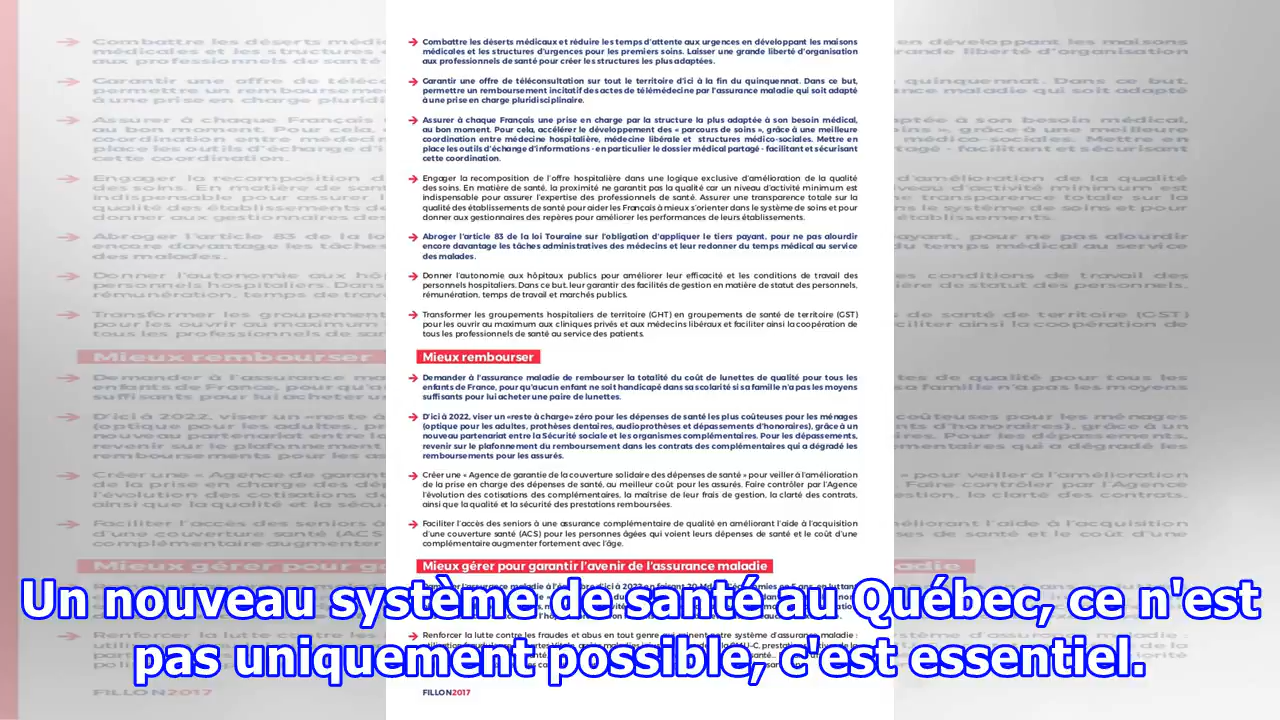 Combattre les déserts médicaux et réduire les temps d'attente aux urgences en développant les maisons
médicales et les structures d'urgences pour les premiers soins. Laisser une grande liberté d'organisation
aux professionnels de santé pour créer les structures les plus adaptées.
Garantir une offre de téléconsultation sur tout le territoire d'ici à la fin du quinquennat. Dans ce but,
permettre un remboursement incitatif des actes de télémédecine par l'assurance maladie qui soit adapté
à une prise en charge pluridisciplinaire.
Assurer à chaque Français une prise en charge par la structure la plus adaptée à son besoin médical,
au bon moment. Pour cela, accélérer le développement des « parcours de soins », grâce à une meilleure
coordination entre médecine hospitalière, médecine libérale et structures médico-sociales. Mettre en
place les outils d'échange d'informations - en particulier le dossier médical partagé - facilitant et sécurisant
cette coordination.
Engager la recomposition de l'offre hospitalière dans une logique exclusive d'amélioration de la qualité
des soins. En matière de santé, la proximité ne garantit pas la qualité car un niveau d'activité minimum est
indispensable pour assurer l'expertise des professionnels de santé. Assurer une transparence totale sur la
qualité des établissements de santé pour aider les Français à mieux s'orienter dans le système de soins et pour
donner aux gestionnaires des repères pour améliorer les performances de leurs établissements.
Abroger l'article 83 de la loi Touraine sur l'obligation d'appliquer le tiers payant, pour ne pas alourdir
encore davantage les tâches administratives des médecins et leur redonner du temps médical au service
des malades.
Donner l'autonomie aux hôpitaux publics pour améliorer leur efficacité et les conditions de travail des
personnels hospitaliers. Dans ce but, leur garantir des facilités de gestion en matière de statut des personnels,
rémunération, temps de travail et marchés publics.
Transformer les groupements hospitaliers de territoire (GHT) en groupements de santé de territoire (GST)
pour les ouvrir au maximum aux cliniques privés et aux médecins libéraux et faciliter ainsi la coopération de
tous les professionnels de santé au service des patients.
Mieux rembourser
Demander à l'assurance maladie de rembourser la totalité du coût de lunettes de qualité pour tous les
enfants de France, pour qu'aucun enfant ne soit handicapé dans sa scolarité si sa famille n'a pas les moyens
suffisants pour lui acheter une paire de lunettes.
D'ici à 2022, viser un «reste à charge» zéro pour les dépenses de santé les plus coûteuses pour les ménages
(optique pour les adultes, prothèses dentaires, audioprothèses et dépassements d'honoraires), grâce à un
nouveau partenariat entre la Sécurité sociale et les organismes complémentaires. Pour les dépassements,
revenir sur le plafonnement du remboursement dans les contrats des complémentaires qui a dégradé les
remboursements pour les assurés.
Créer une « Agence de garantie de la couverture solidaire des dépenses de santé » pour veiller à l'amélioration
de la prise en charge des dépenses de santé, au meilleur coût pour les assurés. Faire contrôler par l'Agence
l'évolution des cotisations des complémentaires, la maîtrise de leur frais de gestion, la clarté des contrats,
ainsi que la qualité et la sécurité des prestations remboursées.
Faciliter l'accès des seniors à une assurance complémentaire de qualité en améliorant l'aide à l'acquisition
d'une couverture santé (ACS) pour les personnes âgées qui voient leurs dépenses de santé et le coût d'une
complémentaire augmenter fortement avec l'âge.
Mieux gérer pour garantir l'avenir de l'assurance maladie
Un nouveau système de santé au Québec, ce n'est
pas uniquement possible, c'est essentiel.
Renforcer la lutte contre les fraudes et abus en tout genre qui minent notre système d'assurance maladie :
FILLON2017